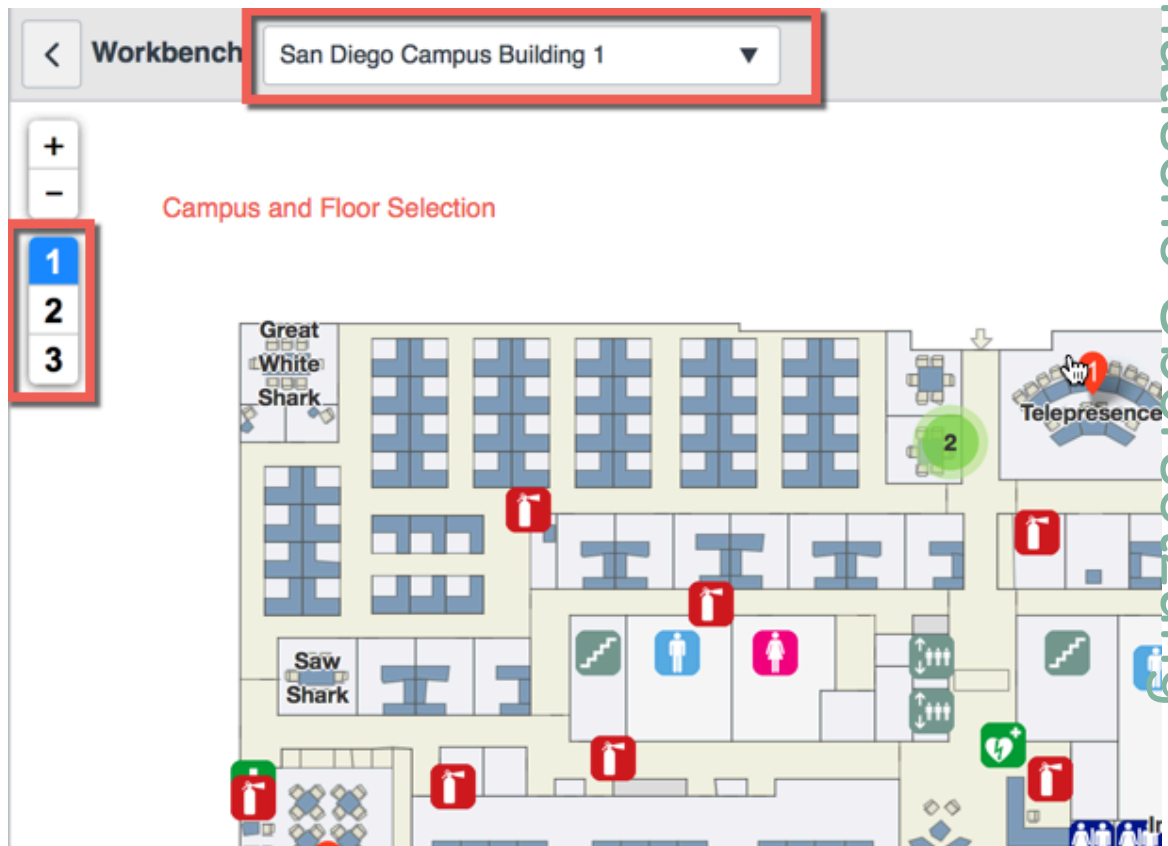 Workbench
San Diego Campus Building 1
+
−
Campus and Floor Selection
1
2
3
Great
White
Shark
1
Telepresence
2
Saw
Shark